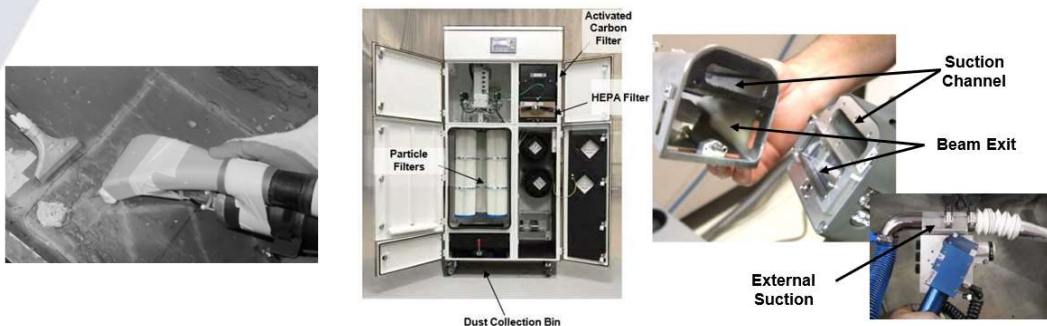 Activated
Carbon
Filter
HEPA Filter
Particle
Filters
Dust Collection Bin
Suction
Channel
Beam Exit
External
Suction